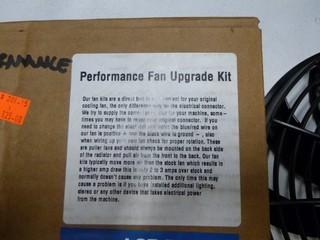 RMANCE
Performance Fan Upgrade Kit
Our fan kits are a direct replacement for your original
cooling fan, the only difference may be the electrical connector.
We try to supply the connector for your machine, some-
times you may have to reuse your original connector. If you
need to change the electrical connector the blue/red wire on
our fan is positive + and the black wire is ground - , also
when wiring up your new fan check for proper rotation. These
are puller fans and should always be mounted on the back side
of the radiator and pull air from the front to the back. Our fan
kits typically move more air than the stock fan which results in
a higher amp draw this is only 2 to 3 amps over stock and
normally doesn't cause any problem. The only time this may
cause a problem is if you have installed additional lighting,
stereo or any other device that takes electrical power
from the machine.